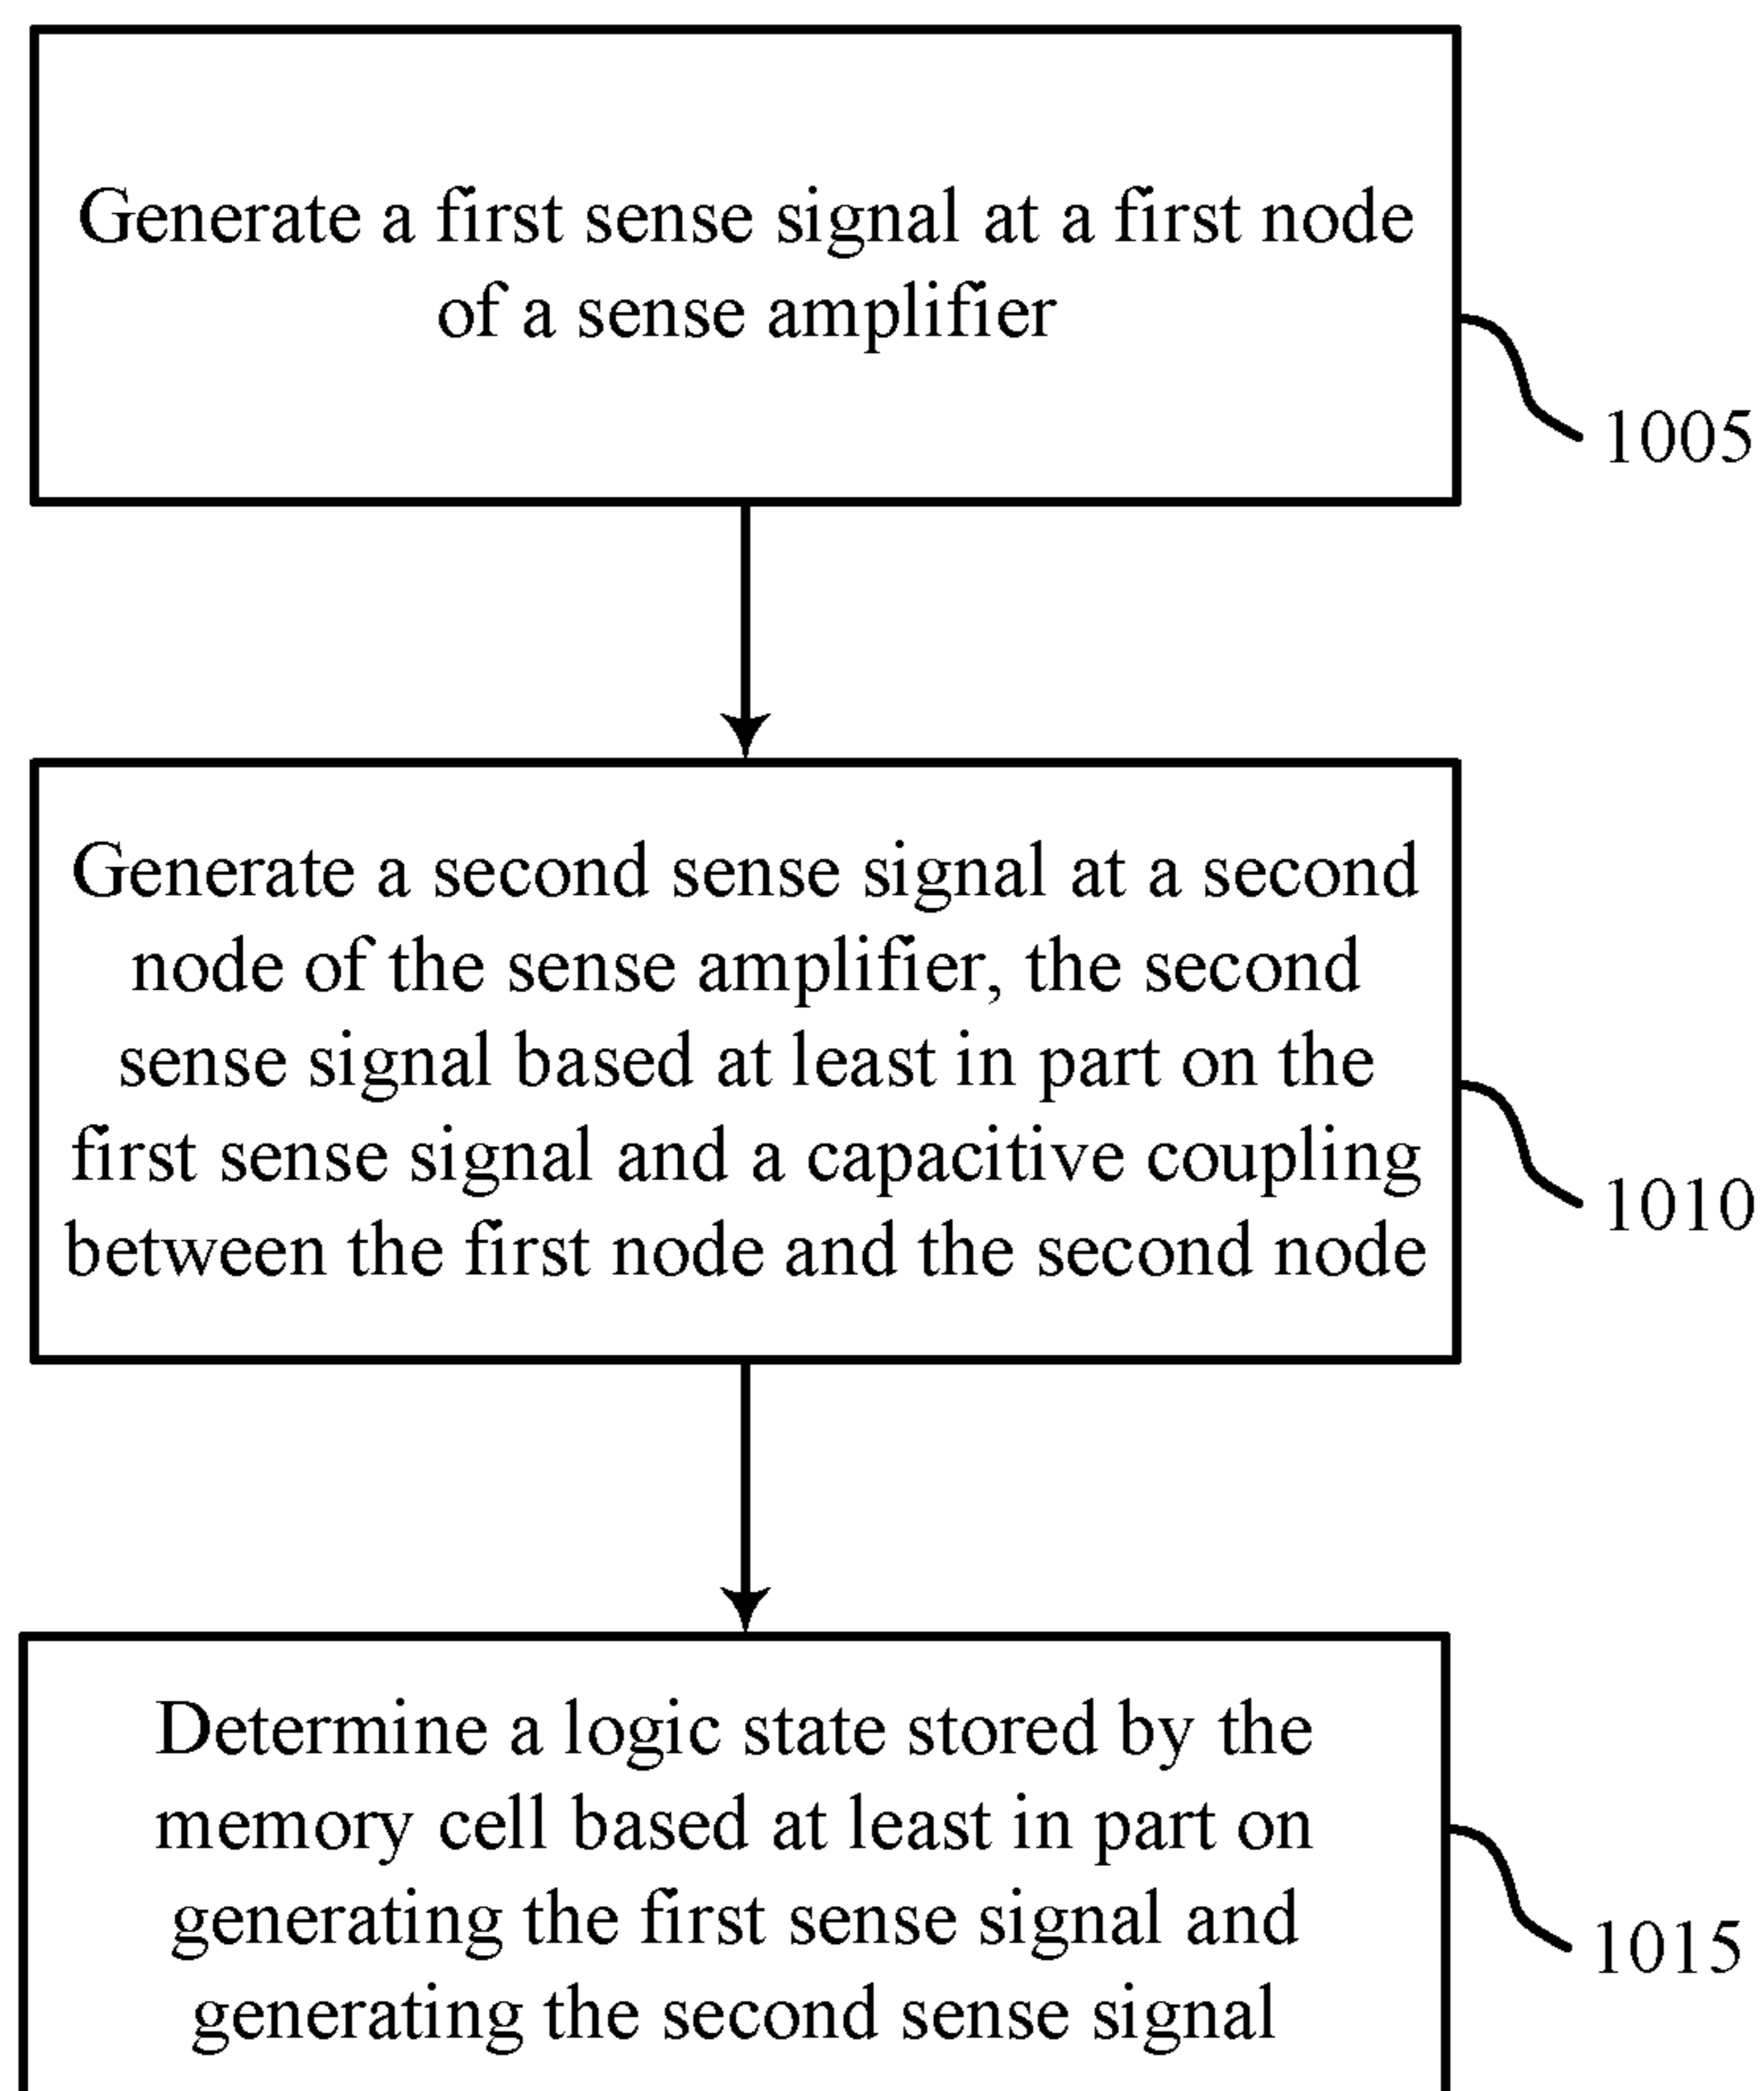 Generate a first sense signal at a first node
of a sense amplifier
1005
Generate a second sense signal at a second
node of the sense amplifier, the second
sense signal based at least in part on the
first sense signal and a capacitive coupling
between the first node and the second node
1010
Determine a logic state stored by the
memory cell based at least in part on
generating the first sense signal and
generating the second sense signal
1015